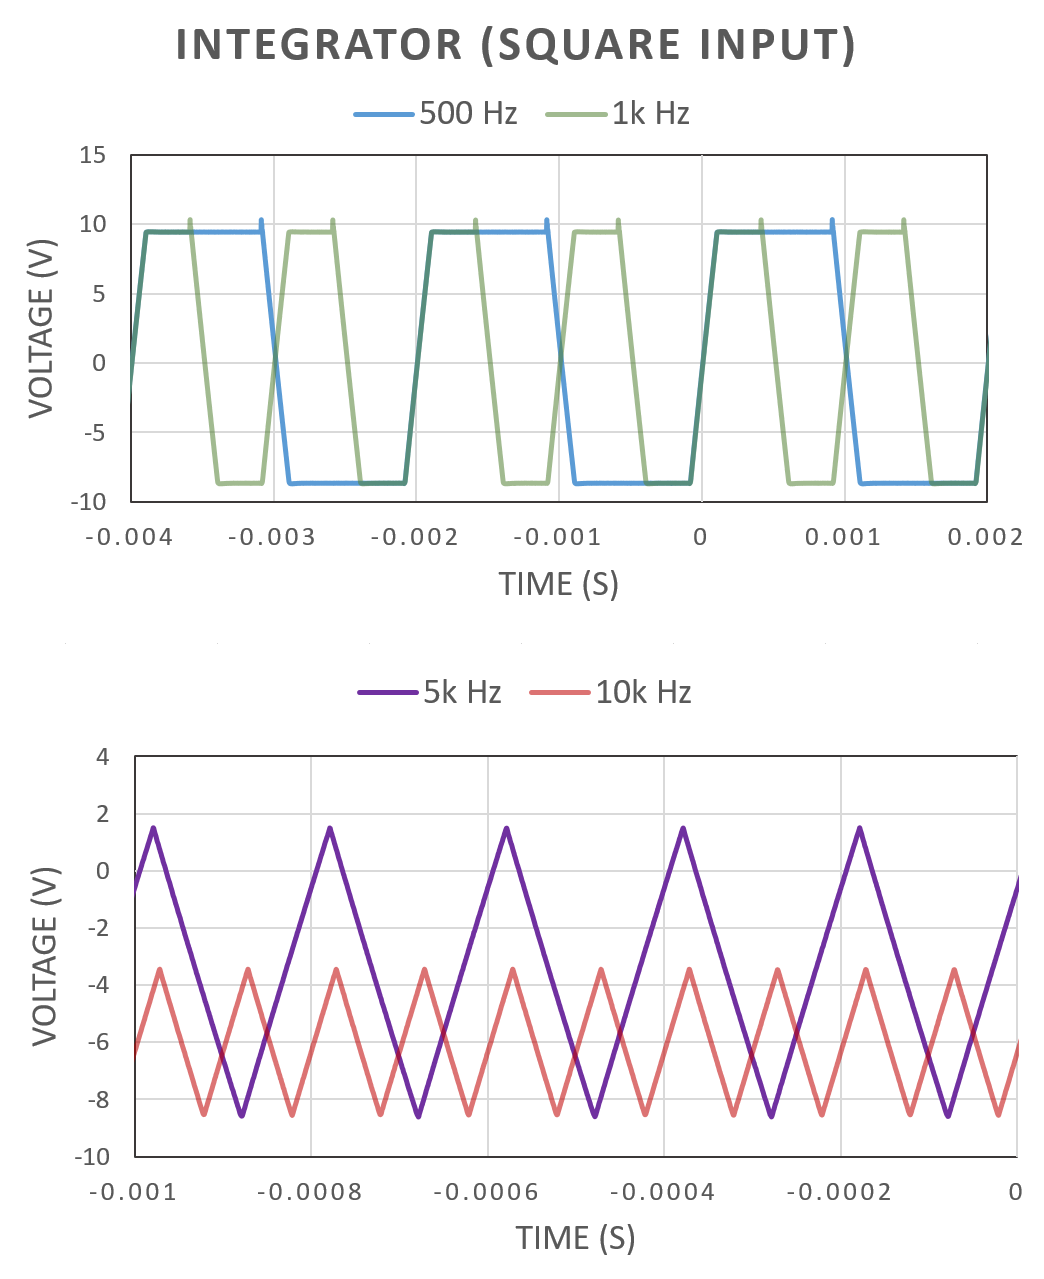 INTEGRATOR (SQUARE INPUT)
500 Hz 1k Hz
15
10
5
0
-5
-10
VOLTAGE (V)
-0.004 -0.003 -0.002 -0.001 0 0.001 0.002
TIME (S)
5k Hz 10k Hz
4
2
0
-2
-4
-6
-8
-10
VOLTAGE (V)
-0.001 -0.0008 -0.0006 -0.0004 -0.0002 0
TIME (S)